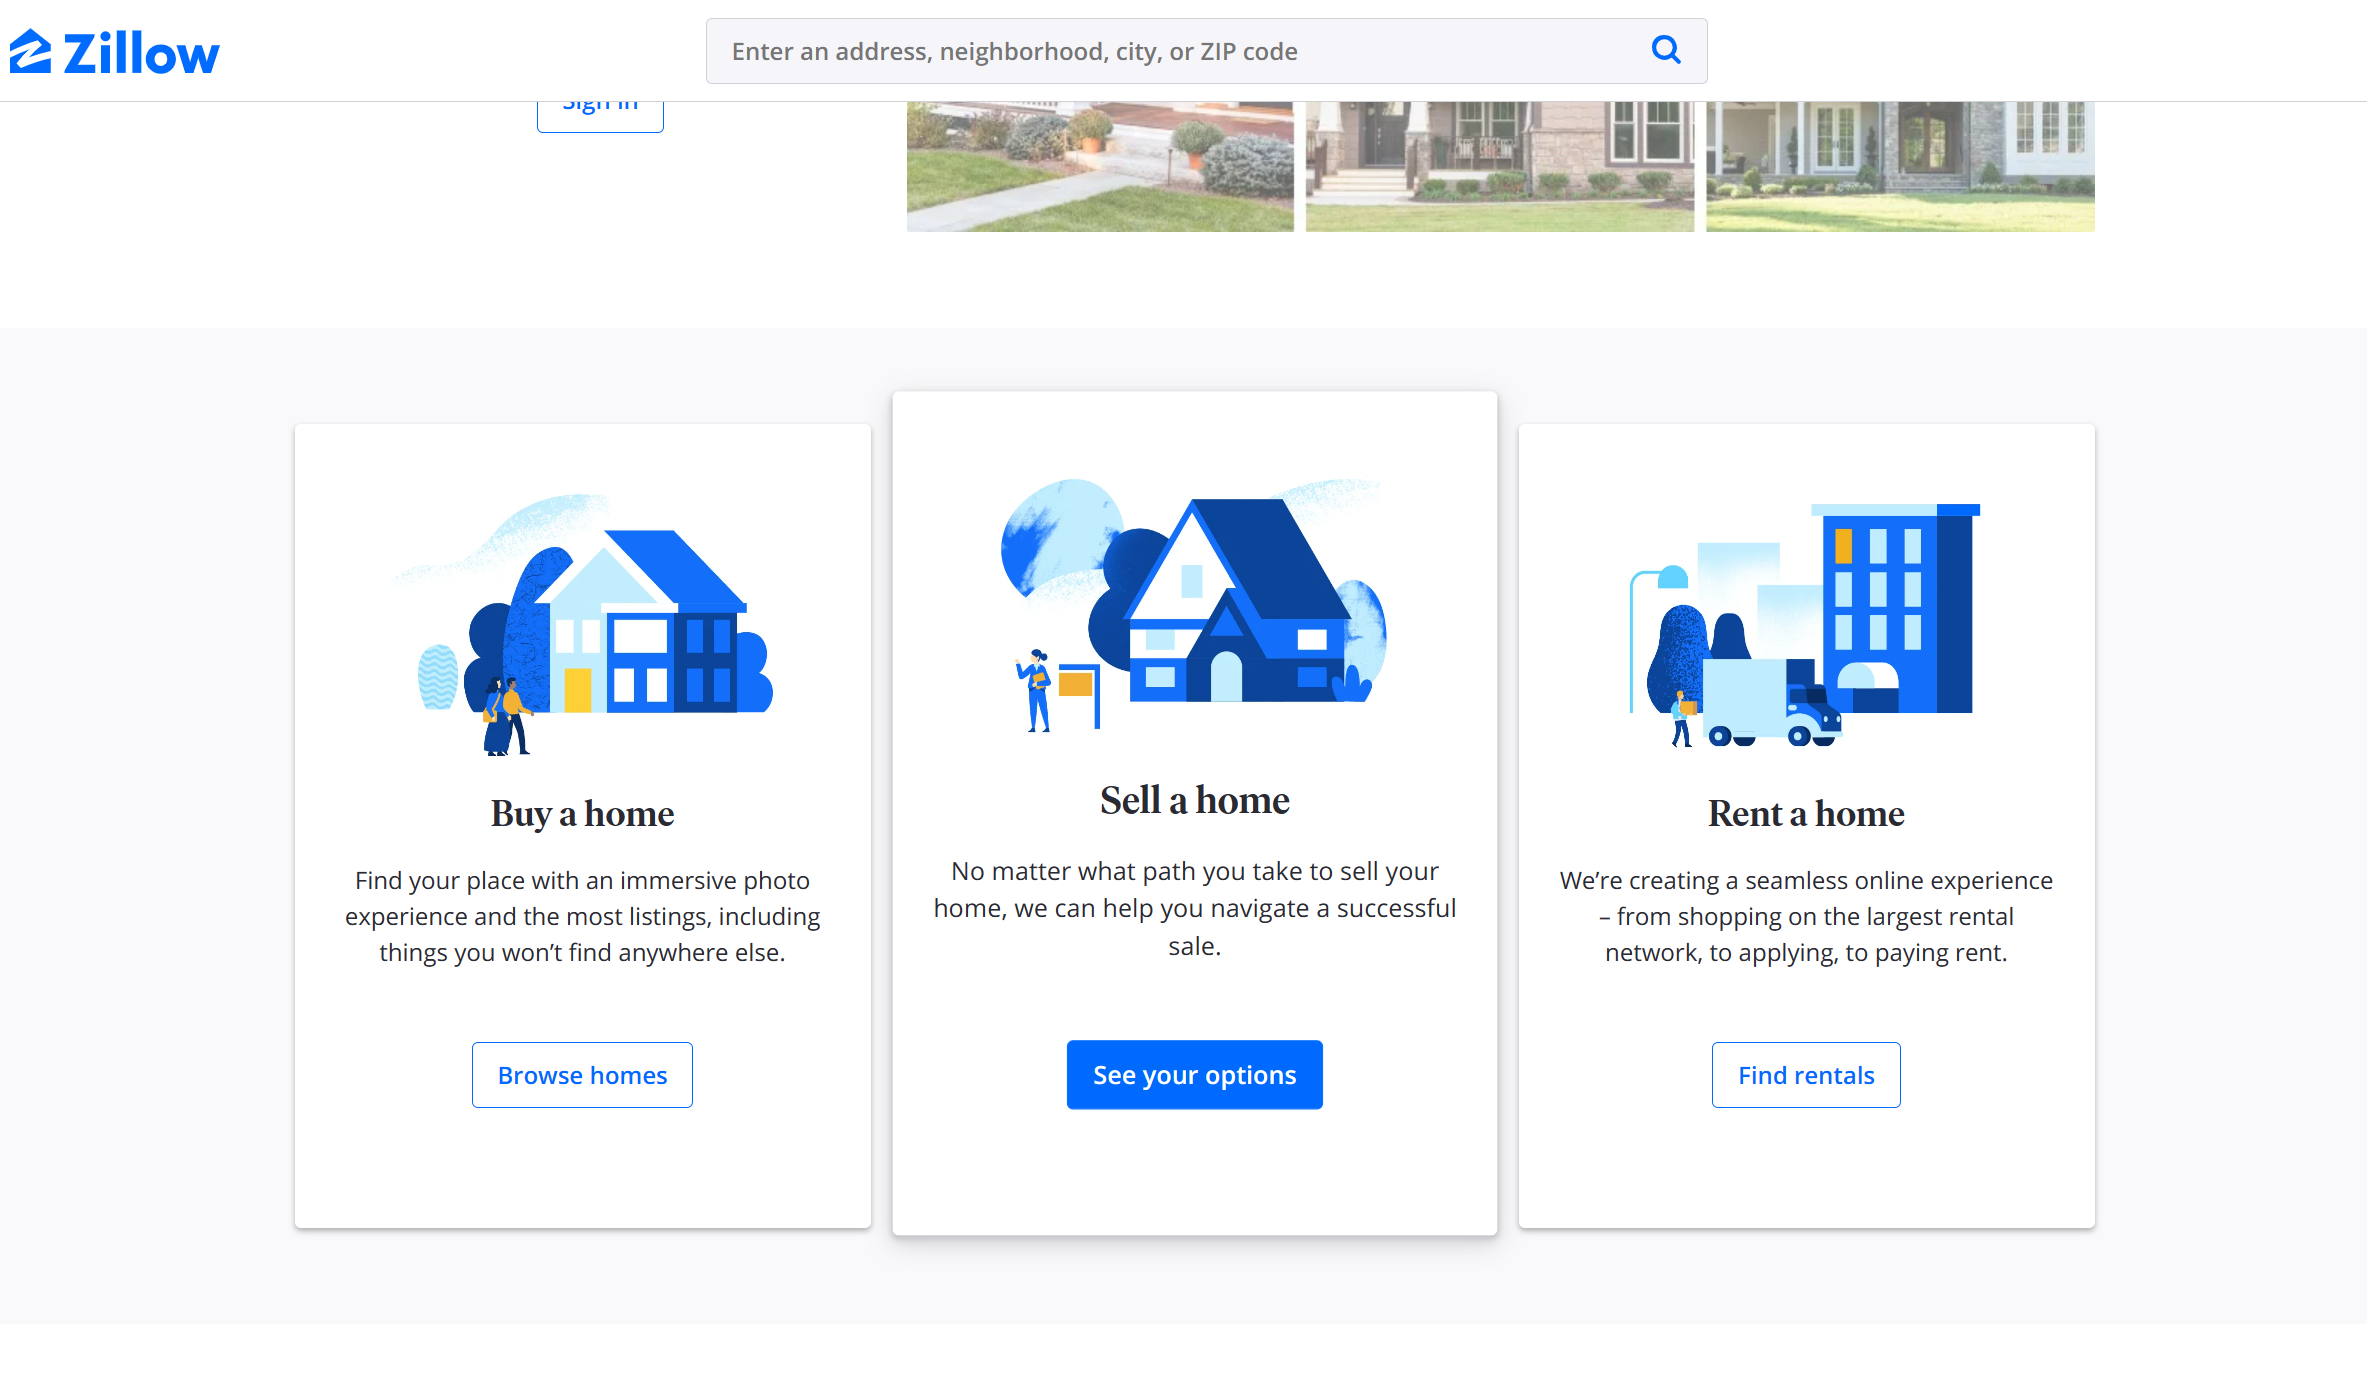 Zillow
Enter an address, neighborhood, city, or ZIP code
Sign in
Buy a home
Find your place with an immersive photo
experience and the most listings, including
things you won’t find anywhere else.
Browse homes
Sell a home
No matter what path you take to sell your
home, we can help you navigate a successful
sale.
See your options
Rent a home
We’re creating a seamless online experience
– from shopping on the largest rental
network, to applying, to paying rent.
Find rentals